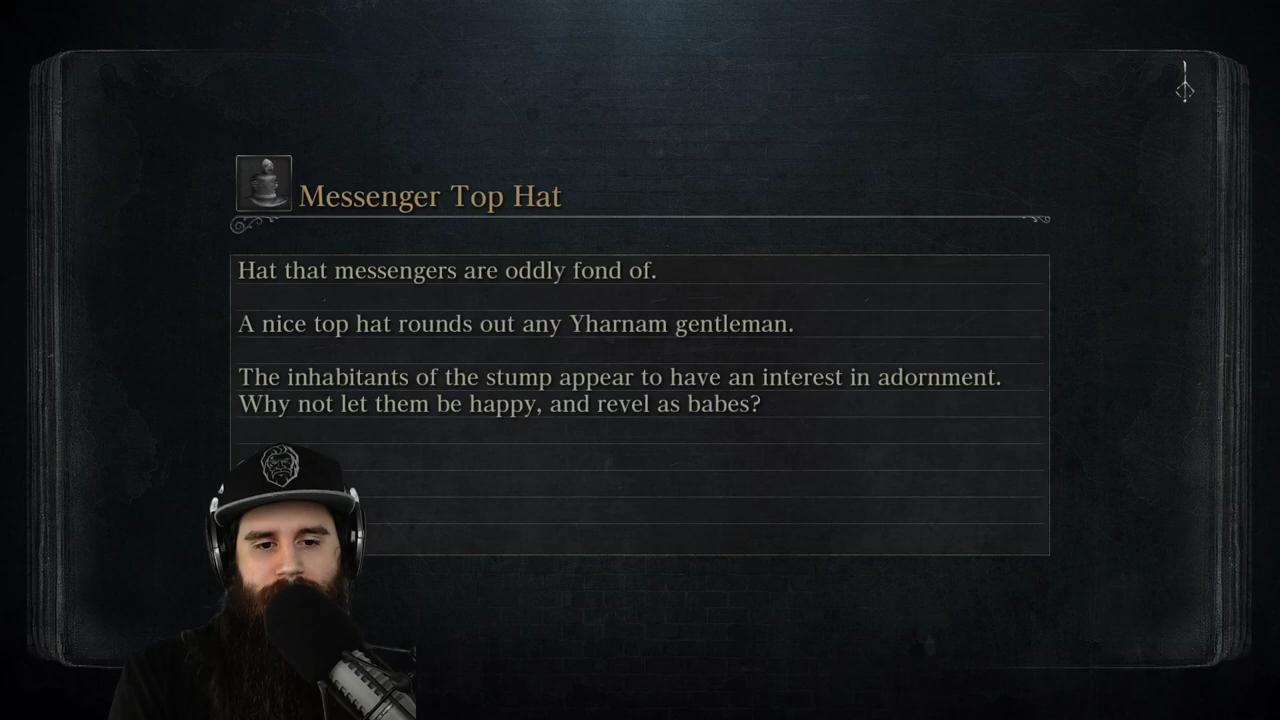 Messenger Top Hat
Hat that messengers are oddly fond of.
A nice top hat rounds out any Yharnam gentleman.
The inhabitants of the stump appear to have an interest in adornment.
Why not let them be happy, and revel as babes?